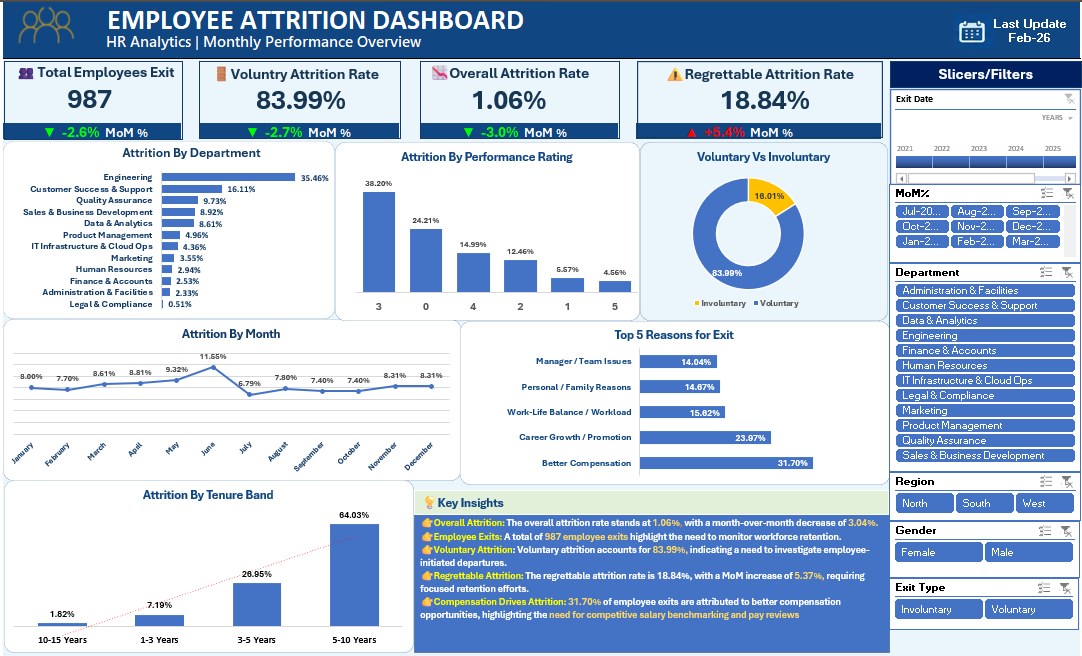 EMPLOYEE ATTRITION DASHBOARD
HR Analytics | Monthly Performance Overview
Last Update
Feb-26
Total Employees Exit
987
▼ -2.6% MoM %
Voluntry Attrition Rate
83.99%
▼ -2.7% MoM %
Overall Attrition Rate
1.06%
▼ -3.0% MoM %
Regrettable Attrition Rate
18.84%
▲ +5.4% MoM %
Slicers/Filters
Exit Date
YEARS
2021 2022 2023 2024 2025
MoM%
Jul-20... Aug-2... Sep-2...
Oct-2... Nov-2... Dec-2...
Jan-2... Feb-2... Mar-2...
Department
Administration & Facilities
Customer Success & Support
Data & Analytics
Engineering
Finance & Accounts
Human Resources
IT Infrastructure & Cloud Ops
Legal & Compliance
Marketing
Product Management
Quality Assurance
Sales & Business Development
Region
North South West
Gender
Female Male
Exit Type
Involuntary Voluntary
Attrition By Department
Engineering 35.46%
Customer Success & Support 16.11%
Quality Assurance 9.73%
Sales & Business Development 8.92%
Data & Analytics 8.61%
Product Management 4.96%
IT Infrastructure & Cloud Ops 4.36%
Marketing 3.55%
Human Resources 2.94%
Finance & Accounts 2.53%
Administration & Facilities 2.33%
Legal & Compliance 0.51%
Attrition By Performance Rating
38.20% 24.21% 14.99% 12.46% 5.57% 4.56%
3 0 4 2 1 5
Voluntary Vs Involuntary
16.01%
83.99%
Involuntary Voluntary
Attrition By Month
8.00% 7.70% 8.61% 8.81% 9.32% 11.55% 6.79% 7.80% 7.40% 7.40% 8.31% 8.31%
January February March April May June July August September October November December
Top 5 Reasons for Exit
Manager / Team Issues 14.04%
Personal / Family Reasons 14.67%
Work-Life Balance / Workload 15.62%
Career Growth / Promotion 23.97%
Better Compensation 31.70%
Attrition By Tenure Band
1.82% 7.19% 26.95% 64.03%
10-15 Years 1-3 Years 3-5 Years 5-10 Years
Key Insights
Overall Attrition: The overall attrition rate stands at 1.06%, with a month-over-month decrease of 3.04%.
Employee Exits: A total of 987 employee exits highlight the need to monitor workforce retention.
Voluntary Attrition: Voluntary attrition accounts for 83.99%, indicating a need to investigate employee-
initiated departures.
Regrettable Attrition: The regrettable attrition rate is 18.84%, with a MoM increase of 5.37%, requiring
focused retention efforts.
Compensation Drives Attrition: 31.70% of employee exits are attributed to better compensation
opportunities, highlighting the need for competitive salary benchmarking and pay reviews